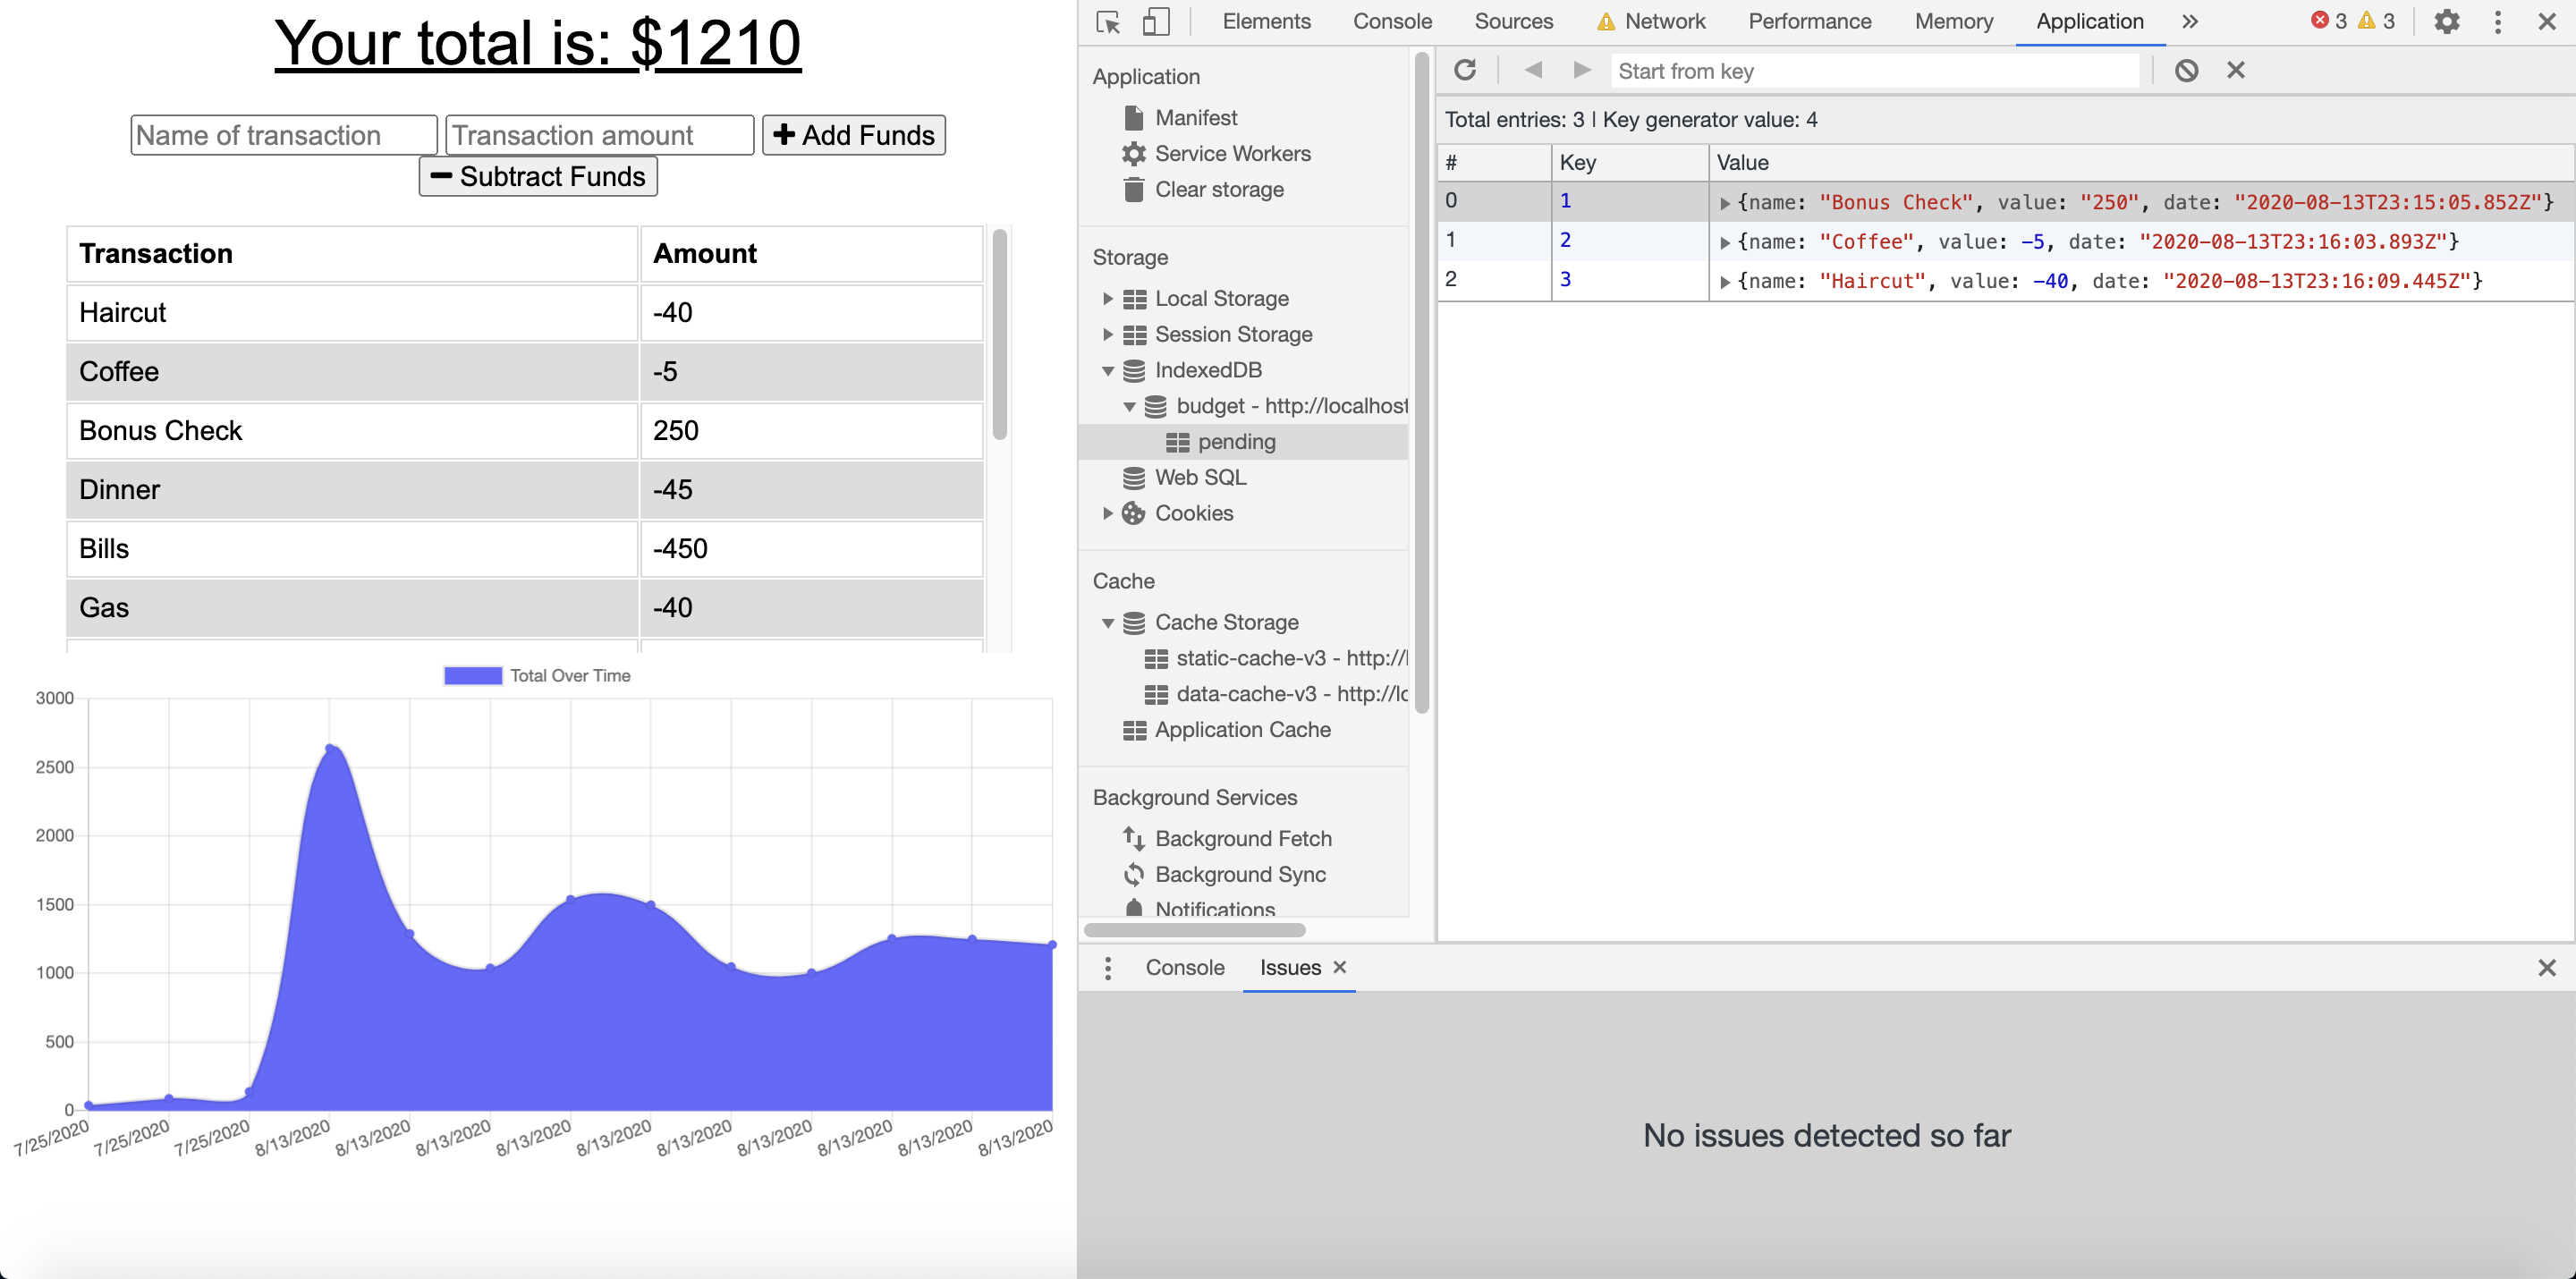 Your total is: $1210
Name of transaction Transaction amount Add Funds
Subtract Funds
Transaction Amount
Haircut -40
Coffee -5
Bonus Check 250
Dinner -45
Bills -450
Gas -40
Total Over Time
3000
2500
2000
1500
1000
500
0
7/25/2020 7/25/2020 7/25/2020 8/13/2020 8/13/2020 8/13/2020 8/13/2020 8/13/2020 8/13/2020 8/13/2020 8/13/2020 8/13/2020 8/13/2020
Elements Console Sources Network Performance Memory Application » 3 3
Application
Manifest
Service Workers
Clear storage
Storage
Local Storage
Session Storage
IndexedDB
budget - http://localhost
pending
Web SQL
Cookies
Cache
Cache Storage
static-cache-v3 - http://l
data-cache-v3 - http://lo
Application Cache
Background Services
Background Fetch
Background Sync
Notifications
Start from key
Total entries: 3 | Key generator value: 4
# Key Value
0 1 {name: "Bonus Check", value: "250", date: "2020-08-13T23:15:05.852Z"}
1 2 {name: "Coffee", value: -5, date: "2020-08-13T23:16:03.893Z"}
2 3 {name: "Haircut", value: -40, date: "2020-08-13T23:16:09.445Z"}
Console Issues
No issues detected so far